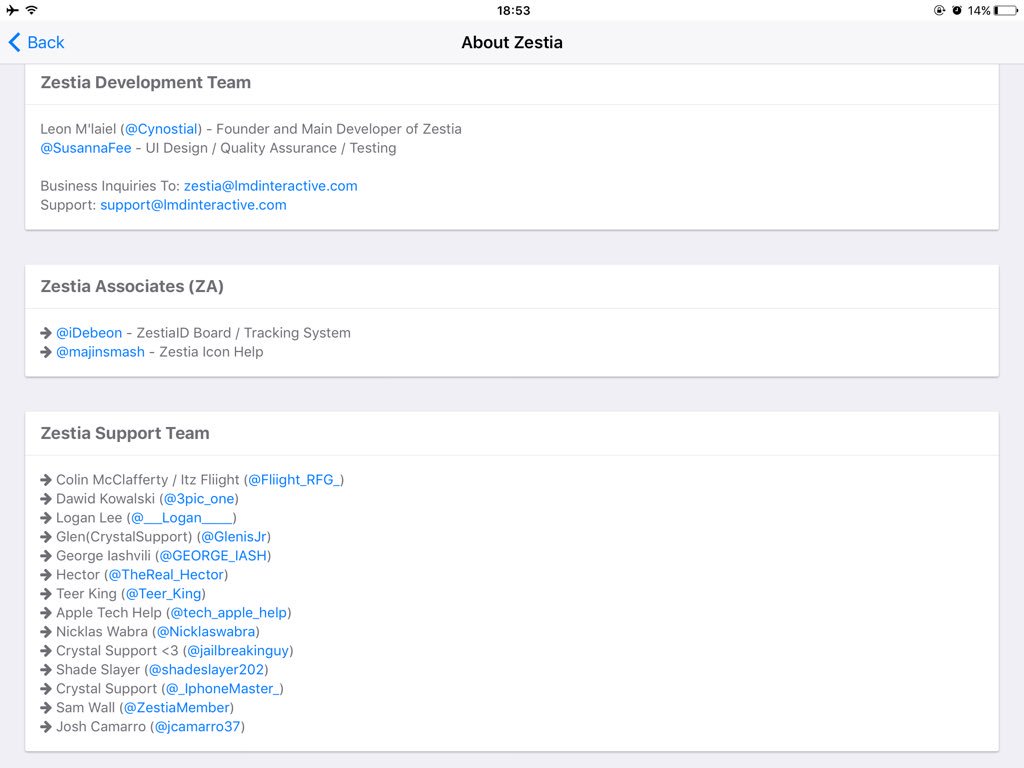 18:53
14%
Back
About Zestia
Zestia Development Team
Leon M'laiel (@Cynostial) - Founder and Main Developer of Zestia
@SusannaFee - UI Design / Quality Assurance / Testing
Business Inquiries To: zestia@lmdinteractive.com
Support: support@lmdinteractive.com
Zestia Associates (ZA)
@iDebeon - ZestiaID Board / Tracking System
@majinsmash - Zestia Icon Help
Zestia Support Team
Colin McClafferty / Itz Fliight (@Fliight_RFG_)
Dawid Kowalski (@3pic_one)
Logan Lee (@___Logan_____)
Glen(CrystalSupport) (@GlenisJr)
George Iashvili (@GEORGE_IASH)
Hector (@TheReal_Hector)
Teer King (@Teer_King)
Apple Tech Help (@tech_apple_help)
Nicklas Wabra (@Nicklaswabra)
Crystal Support <3 (@jailbreakinguy)
Shade Slayer (@shadeslayer202)
Crystal Support (@_IphoneMaster_)
Sam Wall (@ZestiaMember)
Josh Camarro (@jcamarro37)